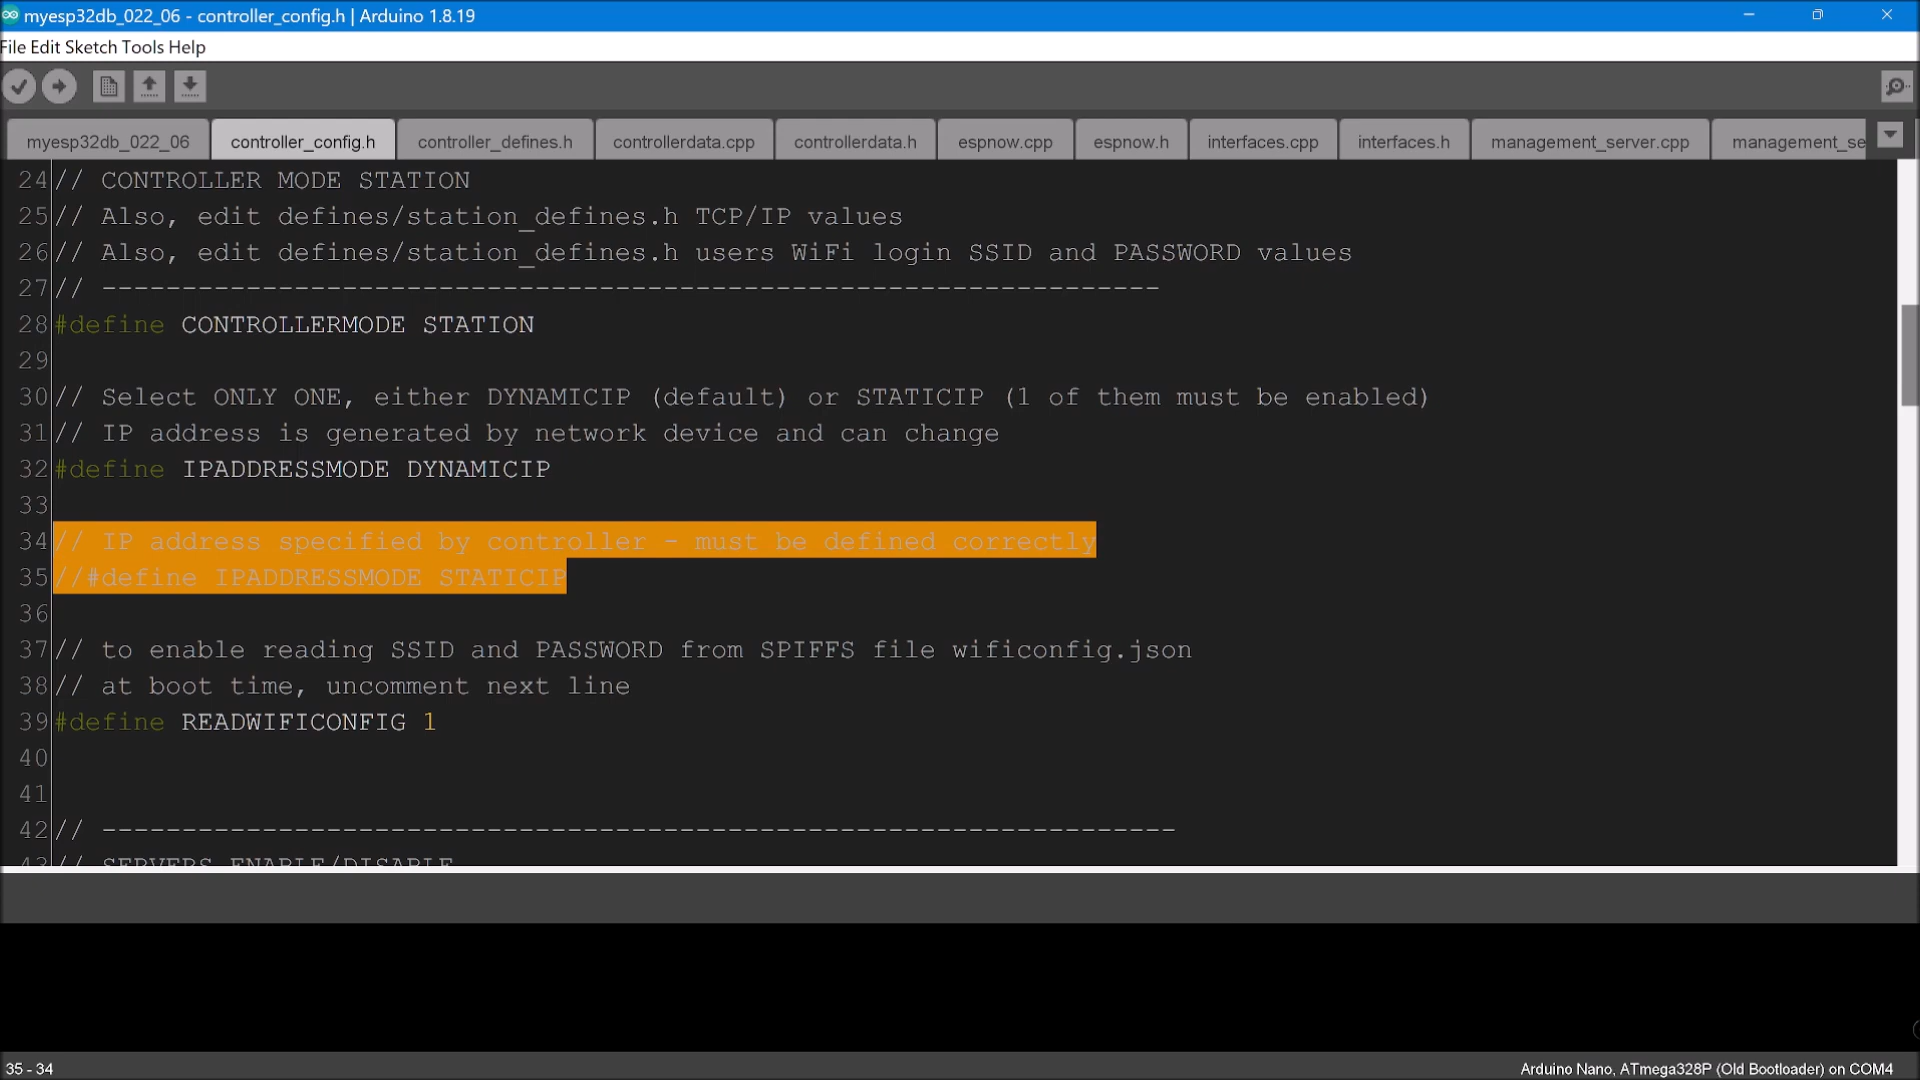 myesp32db_022_06 - controller_config.h | Arduino 1.8.19
File Edit Sketch Tools Help
myesp32db_022_06 controller_config.h controller_defines.h controllerdata.cpp controllerdata.h espnow.cpp espnow.h interfaces.cpp interfaces.h management_server.cpp management_se
24 // CONTROLLER MODE STATION
25 // Also, edit defines/station_defines.h TCP/IP values
26 // Also, edit defines/station_defines.h users WiFi login SSID and PASSWORD values
27 // ------------------------------------------------------------------
28 #define CONTROLLERMODE STATION
29
30 // Select ONLY ONE, either DYNAMICIP (default) or STATICIP (1 of them must be enabled)
31 // IP address is generated by network device and can change
32 #define IPADDRESSMODE DYNAMICIP
33
34 // IP address specified by controller - must be defined correctly
35 //#define IPADDRESSMODE STATICIP
36
37 // to enable reading SSID and PASSWORD from SPIFFS file wificonfig.json
38 // at boot time, uncomment next line
39 #define READWIFICONFIG 1
40
41
42 // -------------------------------------------------------------------
43 // SERVERS ENABLE/DISABLE
35 - 34
Arduino Nano, ATmega328P (Old Bootloader) on COM4